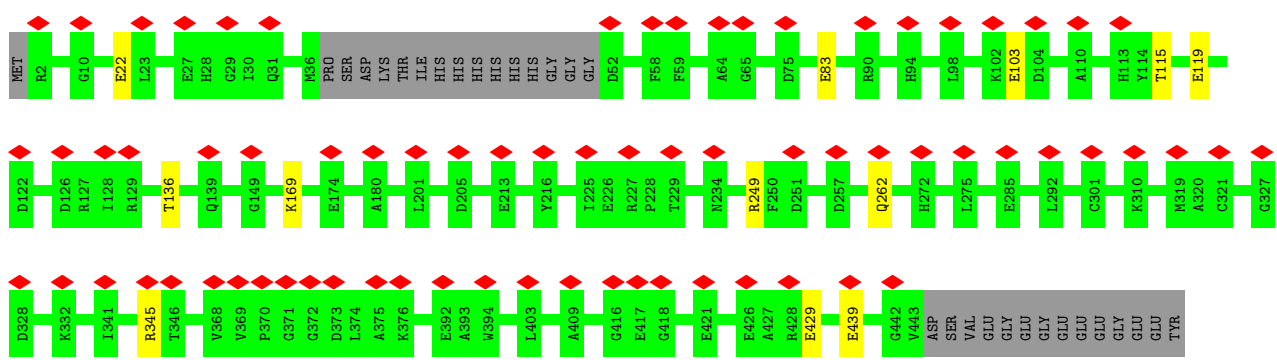 MET R2 G10 E22 L23 E27 H28 G29 I30 Q31 M36 PRO SER ASP LYS THR ILE HIS HIS HIS HIS HIS HIS GLY GLY GLY D52 F58 F59 A64 G65 D75 E83 R90 H94 L98 K102 E103 D104 A110 H113 Y114 T115 E119
D122 D126 R127 I128 R129 T136 Q139 G149 K169 E174 A180 L201 D205 E213 Y216 I225 E226 R227 P228 T229 N234 R249 F250 D251 D257 Q262 H272 L275 E285 L292 C301 K310 M319 A320 C321 G327
D328 K332 I341 R345 T346 V368 V369 P370 G371 G372 D373 L374 A375 K376 E392 A393 W394 L403 A409 G416 E417 G418 E421 E426 A427 R428 E429 E439 G442 V443 ASP SER VAL GLU GLY GLU GLU GLY GLU GLU GLU GLY GLU GLU TYR